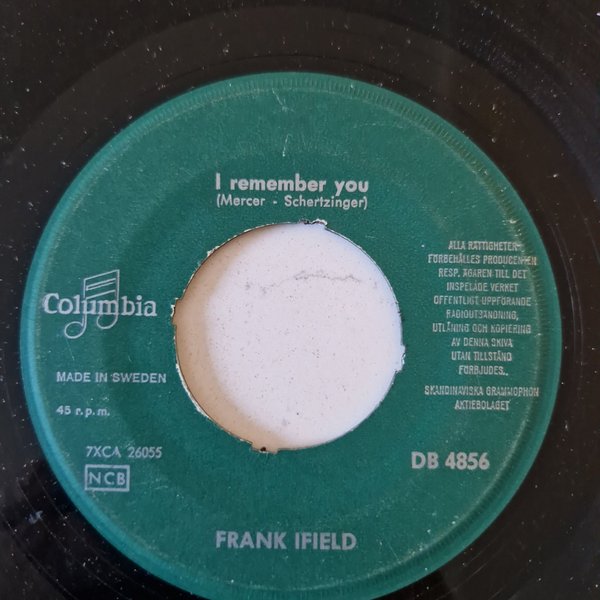 I remember you
(Mercer - Schertzinger)
Columbia
MADE IN SWEDEN
45 r.p.m.
7XCA 26055
NCB
ALLA RÄTTIGHETER
FÖRBEHÅLLES PRODUCENTEN
RESP. ÄGAREN TILL DET
INSPELADE VERKET
OFFENTLIGT UPPFÖRANDE
RADIOUTSÄNDNING,
UTLÅNING OCH KOPIERING
AV DENNA SKIVA
UTAN TILLSTÅND
FÖRBJUDES.
SKANDINAVISKA GRAMMOPHON
AKTIEBOLAGET
DB 4856
FRANK IFIELD